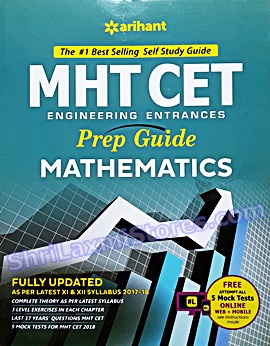 arihant
The #1 Best Selling Self Study Guide
MHT CET
ENGINEERING ENTRANCES
Prep Guide
MATHEMATICS
ShriLaxmiStores.com
FULLY UPDATED
AS PER LATEST XI & XII SYLLABUS 2017-18
COMPLETE THEORY AS PER LATEST SYLLABUS
3 LEVEL EXERCISES IN EACH CHAPTER
LAST 17 YEARS' QUESTIONS MHT CET
5 MOCK TESTS FOR MHT CET 2018
FREE
ATTEMPT ALL
5 Mock Tests
ONLINE
WEB + MOBILE
see instructions
Inside